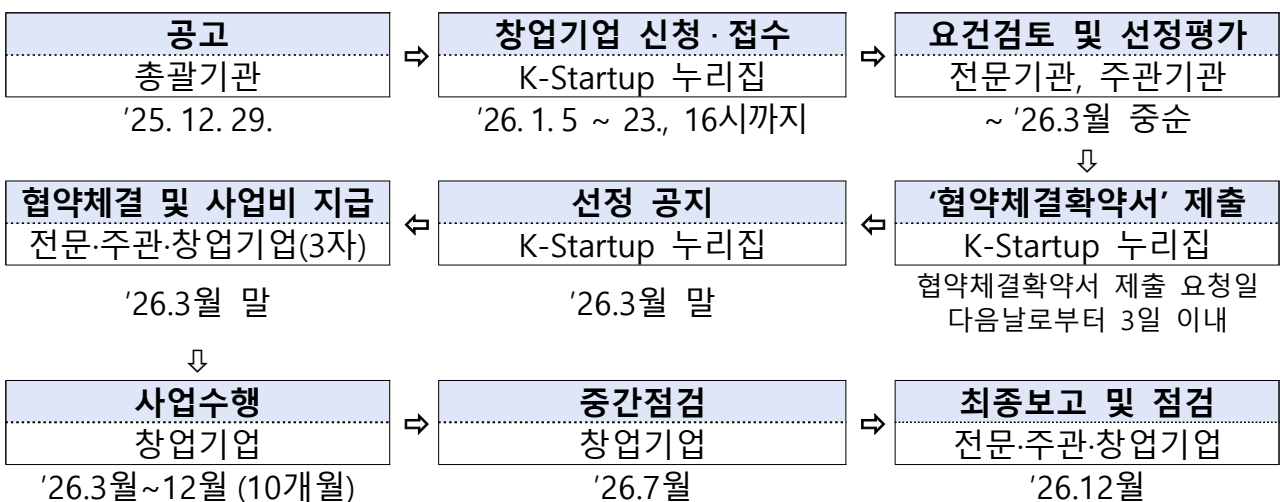 공고
총괄기관
'25. 12. 29.
⇨
창업기업 신청 · 접수
K-Startup 누리집
'26. 1. 5 ~ 23., 16시까지
⇨
요건검토 및 선정평가
전문기관, 주관기관
~ '26.3월 중순
⇩
'협약체결확약서' 제출
K-Startup 누리집
협약체결확약서 제출 요청일
다음날로부터 3일 이내
⇦
선정 공지
K-Startup 누리집
'26.3월 말
⇦
협약체결 및 사업비 지급
전문·주관·창업기업(3자)
'26.3월 말
⇩
사업수행
창업기업
'26.3월~12월 (10개월)
⇨
중간점검
창업기업
'26.7월
⇨
최종보고 및 점검
전문·주관·창업기업
'26.12월